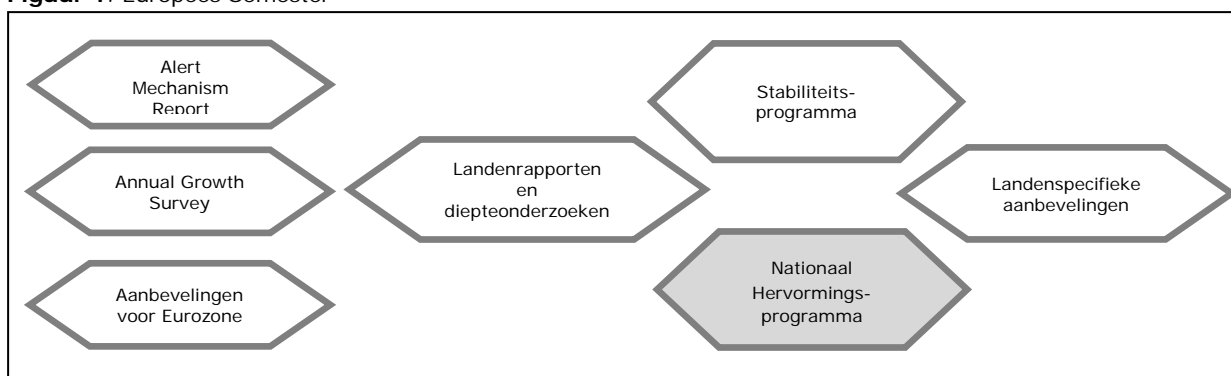 Figuur 1: Europees Semester
Alert
Mechanism
Report
Annual Growth
Survey
Aanbevelingen
voor Eurozone
Landenrapporten
en
diepteonderzoeken
Stabiliteits-
programma
Nationaal
Hervormings-
programma
Landenspecifieke
aanbevelingen